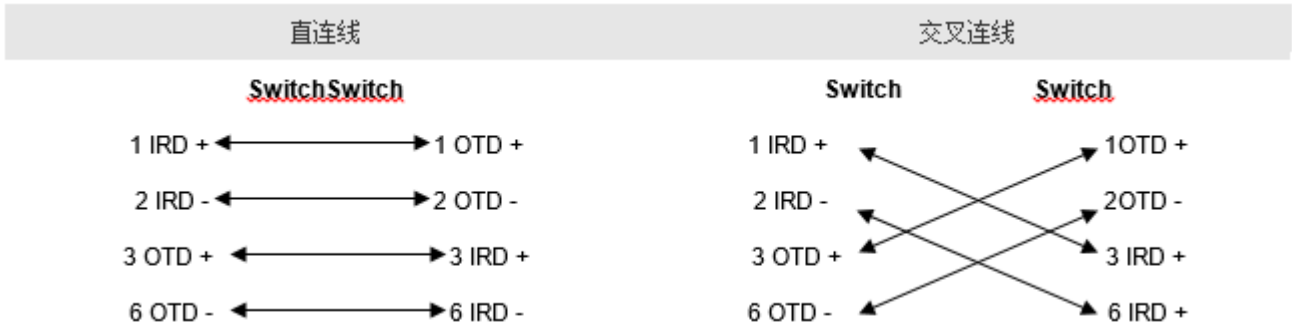 直连线 交叉连线
SwitchSwitch Switch Switch
1 IRD + 1 OTD + 1 IRD + 1OTD +
2 IRD - 2 OTD - 2 IRD - 2OTD -
3 OTD + 3 IRD + 3 OTD + 3 IRD +
6 OTD - 6 IRD - 6 OTD - 6 IRD +